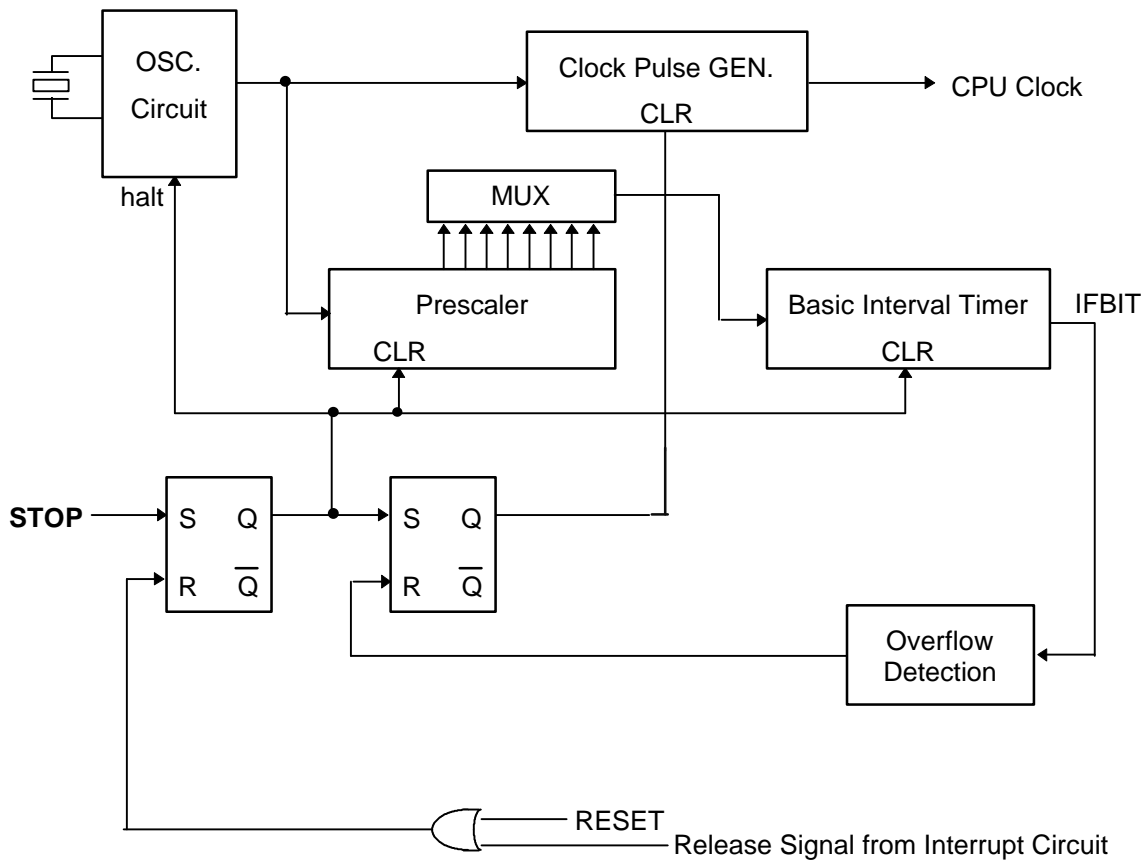 OSC.
Circuit
halt
Clock Pulse GEN.
CLR
CPU Clock
MUX
Prescaler
CLR
Basic Interval Timer
CLR
IFBIT
STOP
S Q
R Q̅
S Q
R Q̅
Overflow
Detection
RESET
Release Signal from Interrupt Circuit